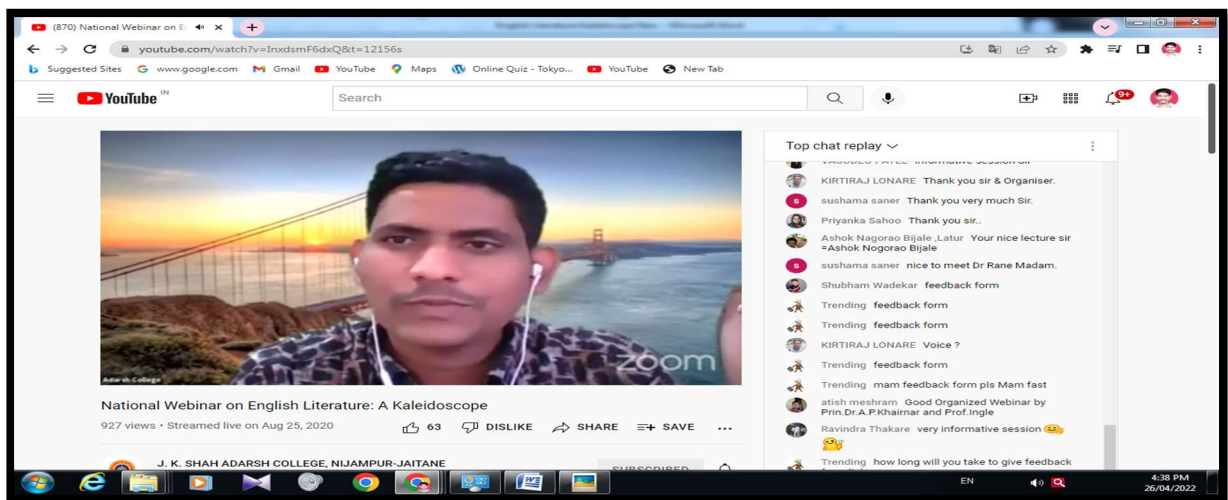 (870) National Webinar on E
youtube.com/watch?v=InxdsmF6dxQ&t=12156s
Suggested Sites www.google.com Gmail YouTube Maps Online Quiz - Tokyo... YouTube New Tab
YouTube IN Search 9+
Top chat replay
KIRTIRAJ LONARE Thank you sir & Organiser.
s sushama saner Thank you very much Sir.
Priyanka Sahoo Thank you sir..
Ashok Nagorao Bijale ,Latur Your nice lecture sir
=Ashok Nogorao Bijale
s sushama saner nice to meet Dr Rane Madam.
Shubham Wadekar feedback form
Trending feedback form
Trending feedback form
KIRTIRAJ LONARE Voice ?
Trending feedback form
Trending mam feedback form pls Mam fast
atish meshram Good Organized Webinar by
Prin.Dr.A.P.Khairnar and Prof.Ingle
Ravindra Thakare very informative session
Trending how long will you take to give feedback
zoom
Adarsh College
National Webinar on English Literature: A Kaleidoscope
927 views • Streamed live on Aug 25, 2020 63 DISLIKE SHARE SAVE ...
J. K. SHAH ADARSH COLLEGE, NIJAMPUR-JAITANE
SUBSCRIBED
EN 4:38 PM
26/04/2022